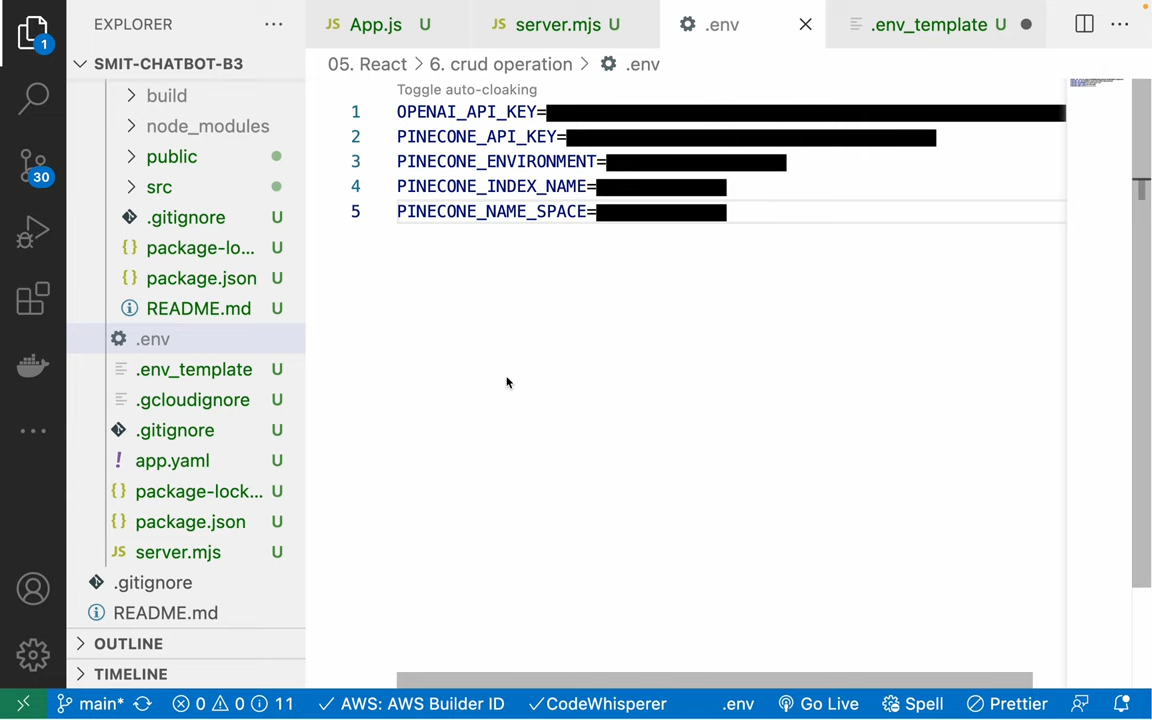 EXPLORER
App.js U
server.mjs U
.env
.env_template U
1
SMIT-CHATBOT-B3
05. React > 6. crud operation > .env
build
Toggle auto-cloaking
1 OPENAI_API_KEY=
node_modules
2 PINECONE_API_KEY=
public
3 PINECONE_ENVIRONMENT=
30
src
4 PINECONE_INDEX_NAME=
.gitignore U
5 PINECONE_NAME_SPACE=
package-lo... U
package.json U
README.md U
.env
.env_template U
.gcloudignore U
.gitignore U
app.yaml U
package-lock... U
package.json U
server.mjs U
.gitignore
README.md
OUTLINE
TIMELINE
main* 0 0 11 AWS: AWS Builder ID CodeWhisperer .env Go Live Spell Prettier